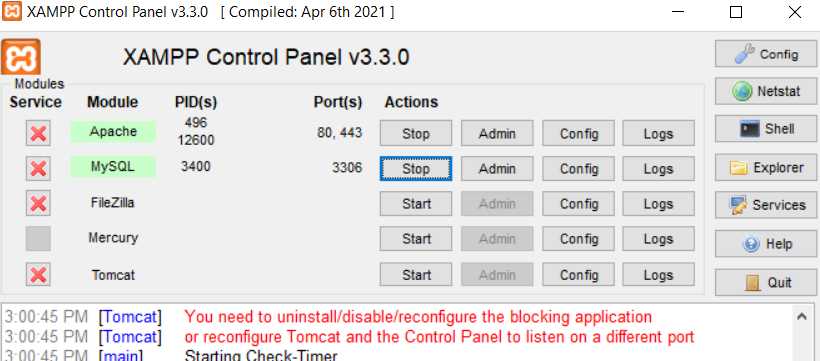 XAMPP Control Panel v3.3.0 [ Compiled: Apr 6th 2021 ]
XAMPP Control Panel v3.3.0
Modules
Service Module PID(s) Port(s) Actions
Apache 496 12600 80, 443 Stop Admin Config Logs
MySQL 3400 3306 Stop Admin Config Logs
FileZilla Start Admin Config Logs
Mercury Start Admin Config Logs
Tomcat Start Admin Config Logs
Config
Netstat
Shell
Explorer
Services
Help
Quit
3:00:45 PM [Tomcat] You need to uninstall/disable/reconfigure the blocking application
3:00:45 PM [Tomcat] or reconfigure Tomcat and the Control Panel to listen on a different port
3:00:45 PM [main] Starting Check-Timer